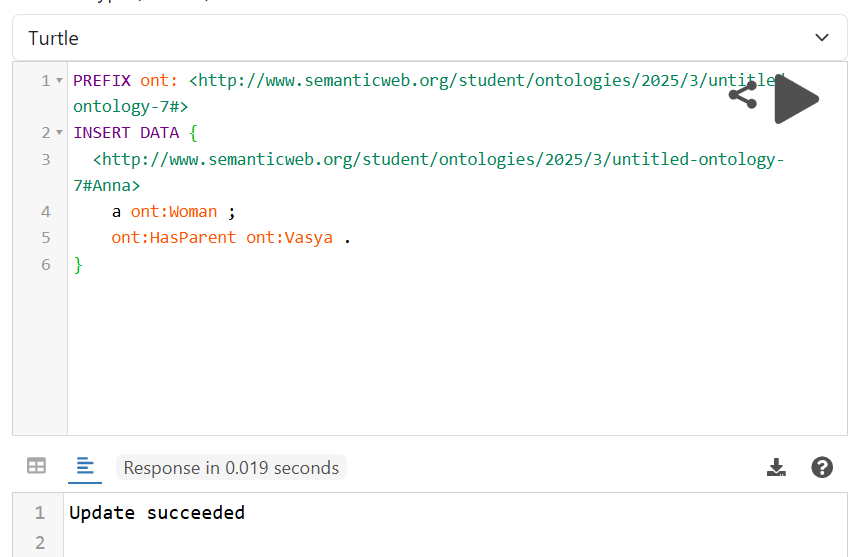 Turtle
1 PREFIX ont: <http://www.semanticweb.org/student/ontologies/2025/3/untitled-
ontology-7#>
2 INSERT DATA {
3 <http://www.semanticweb.org/student/ontologies/2025/3/untitled-ontology-
7#Anna>
4 a ont:Woman ;
5 ont:HasParent ont:Vasya .
6 }
Response in 0.019 seconds
1 Update succeeded
2